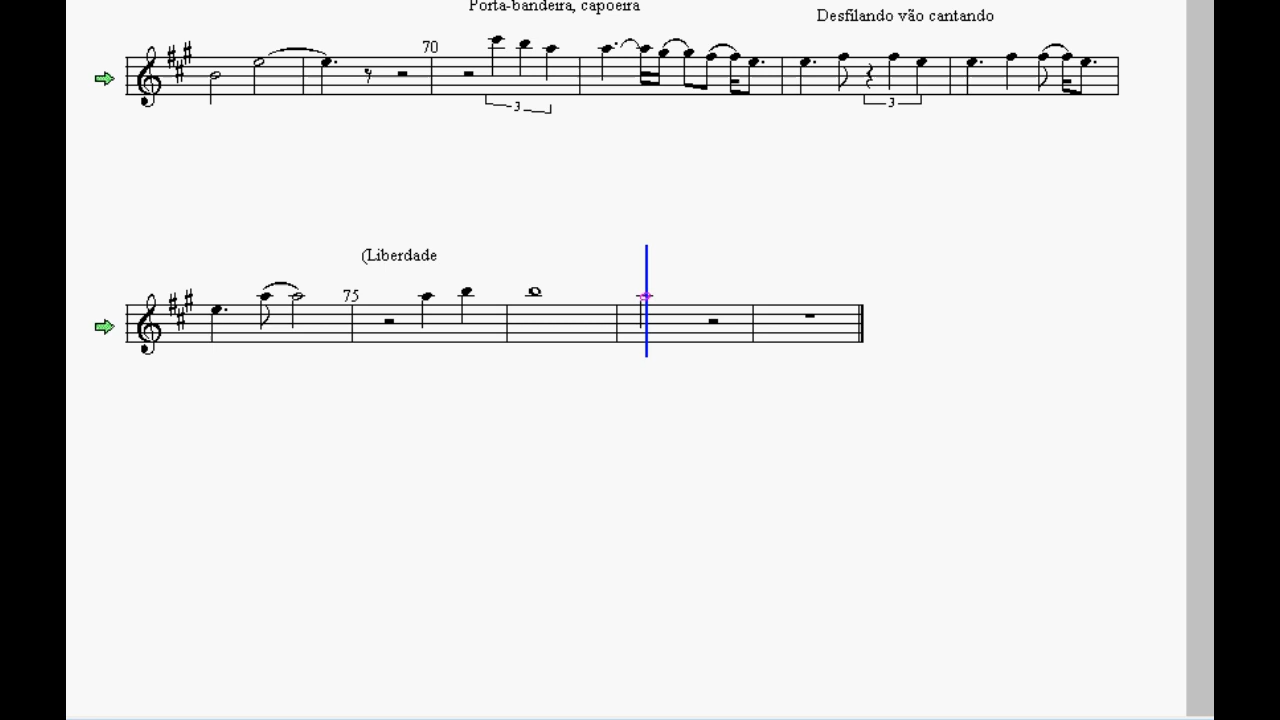 Porta-bandeira, capoeira
Desfilando vão cantando
70
3
3
(Liberdade
75